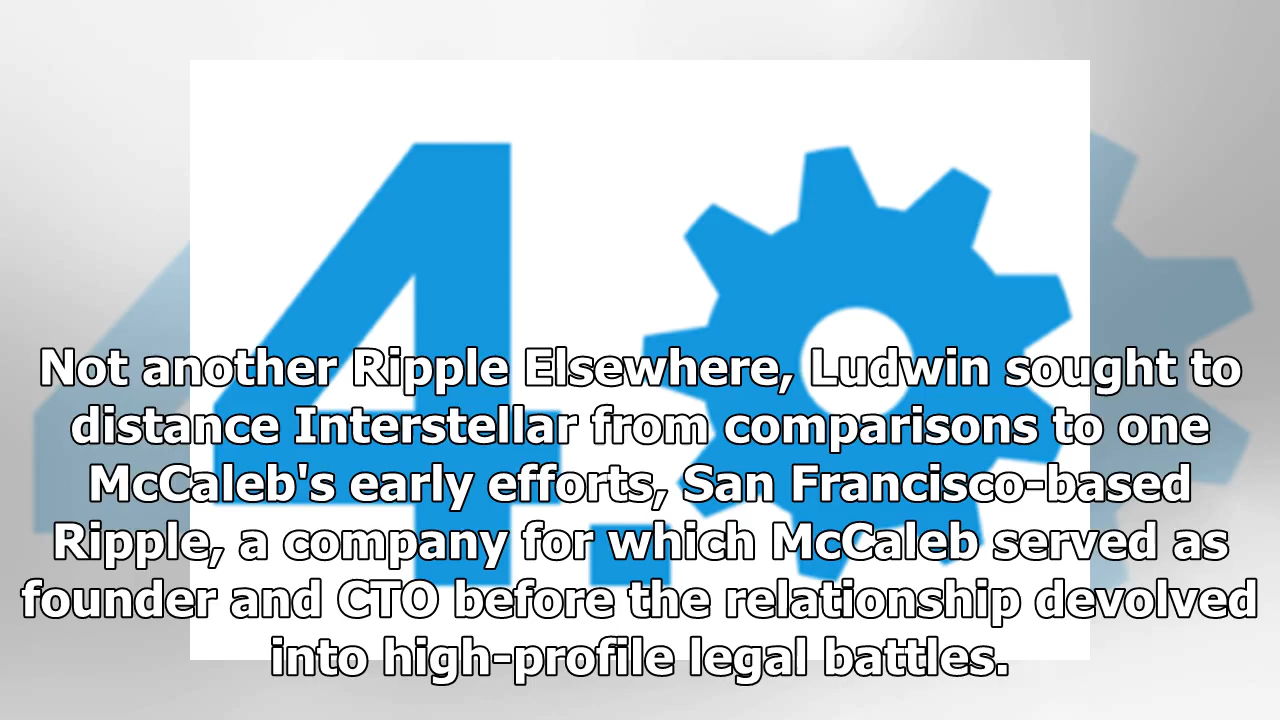 4.
Not another Ripple Elsewhere, Ludwin sought to
distance Interstellar from comparisons to one
McCaleb's early efforts, San Francisco-based
Ripple, a company for which McCaleb served as
founder and CTO before the relationship devolved
into high-profile legal battles.